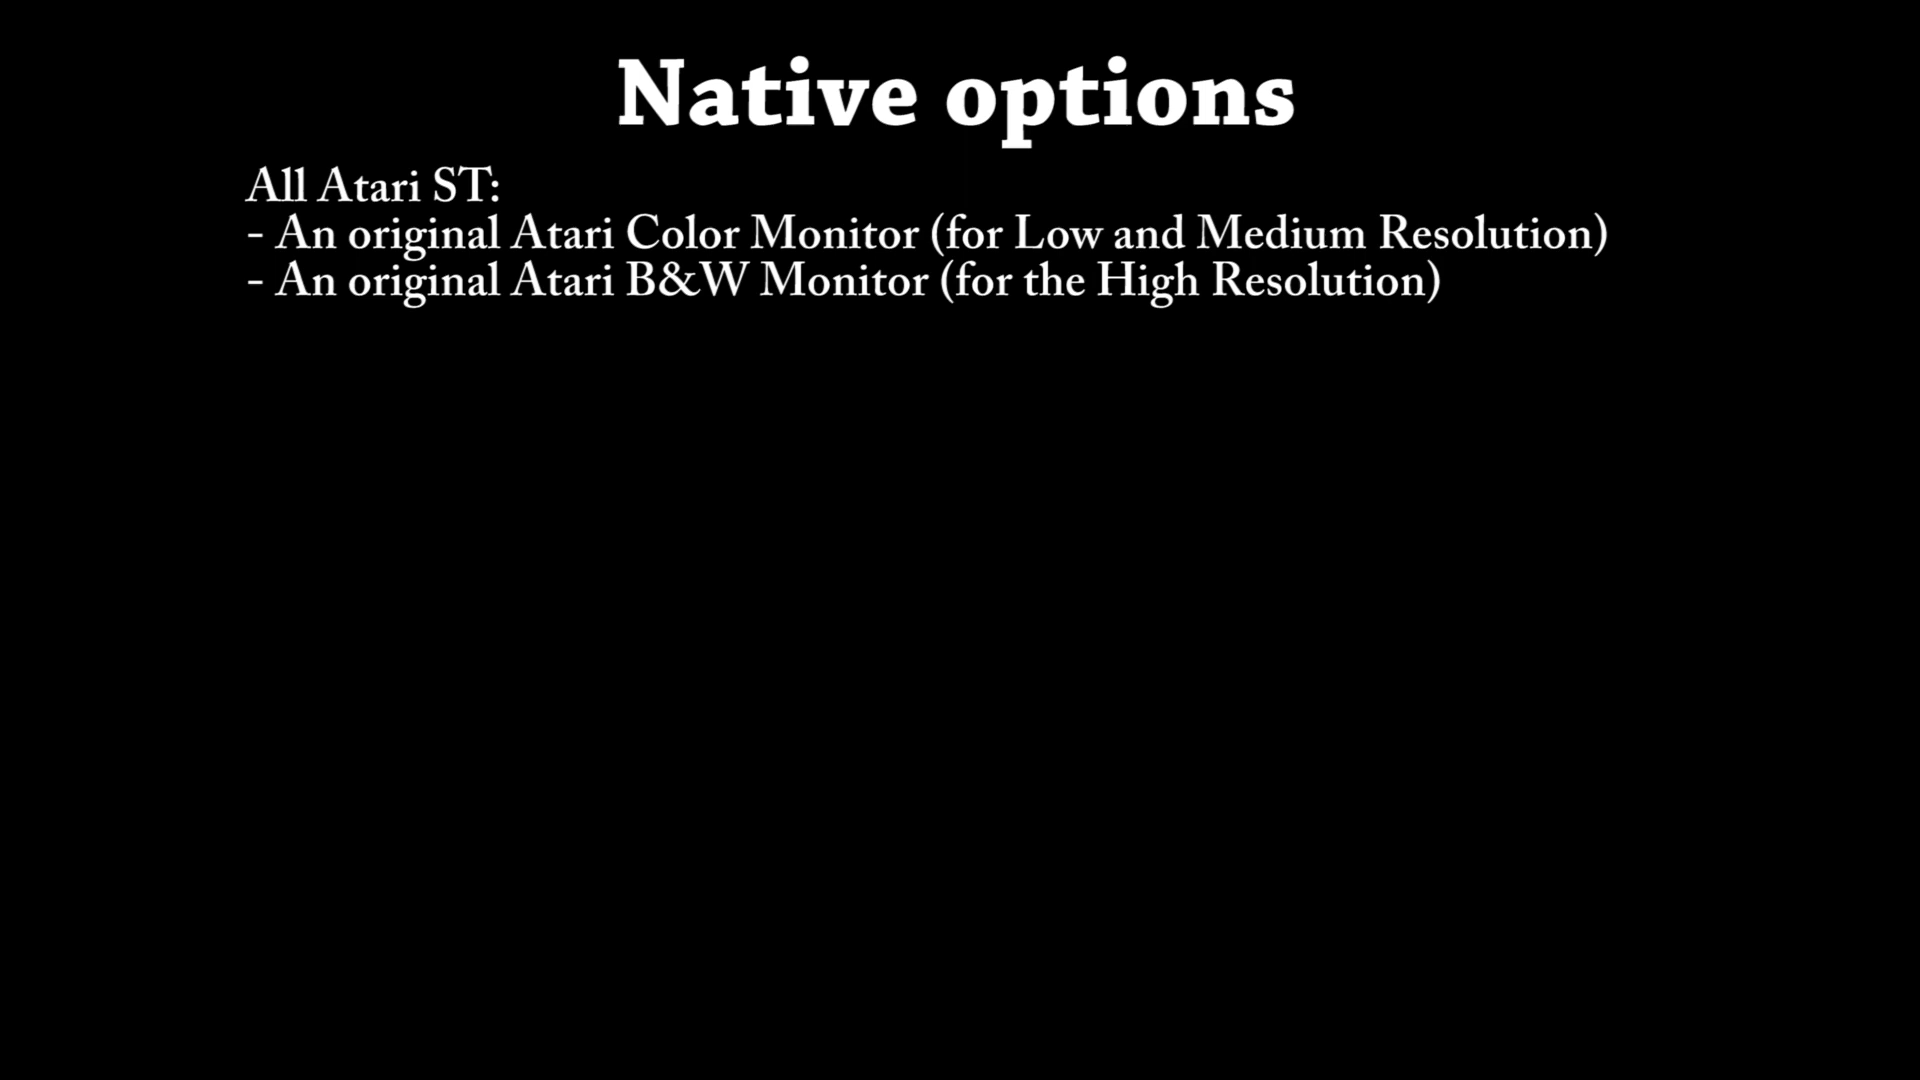 Native options
All Atari ST:
- An original Atari Color Monitor (for Low and Medium Resolution)
- An original Atari B&W Monitor (for the High Resolution)